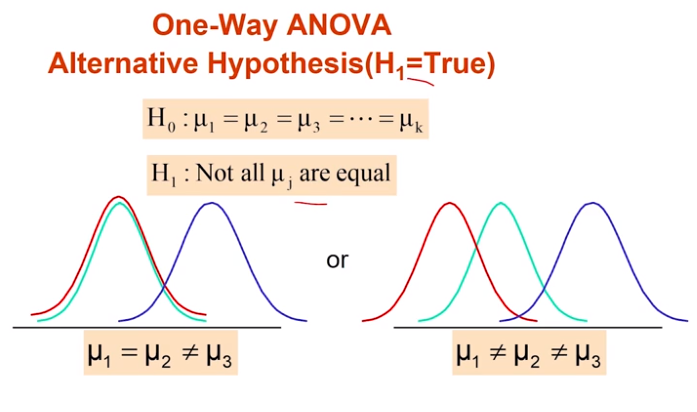 One-Way ANOVA
Alternative Hypothesis(H₁=True)
H₀ : μ₁ = μ₂ = μ₃ = ⋯ = μₖ
H₁ : Not all μⱼ are equal
or
μ₁ = μ₂ ≠ μ₃
μ₁ ≠ μ₂ ≠ μ₃